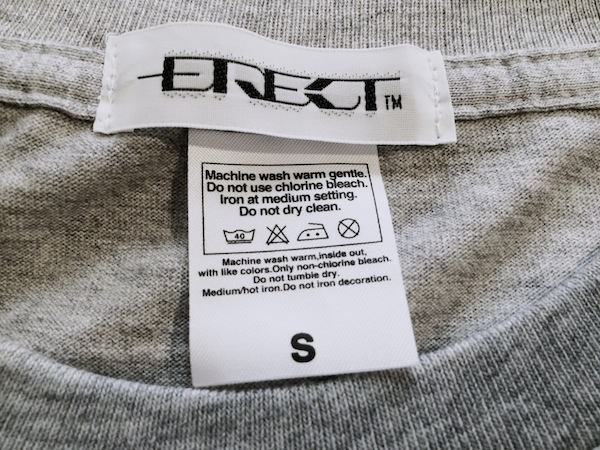 ERECT TM
Machine wash warm gentle.
Do not use chlorine bleach.
Iron at medium setting.
Do not dry clean.
40
Machine wash warm,inside out,
with like colors.Only non-chlorine bleach.
Do not tumble dry.
Medium/hot iron.Do not iron decoration.
S